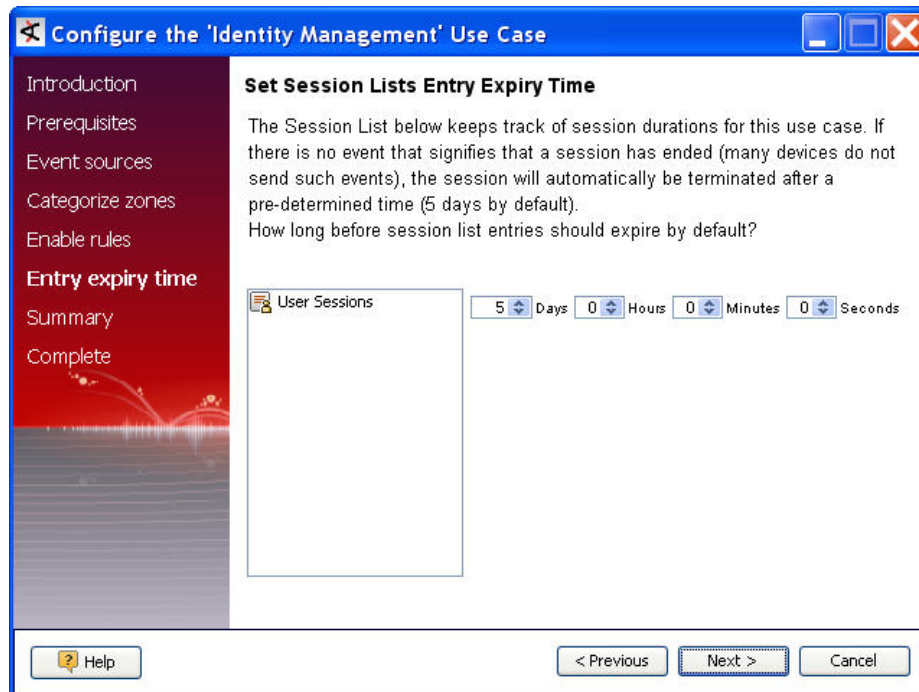 Configure the 'Identity Management' Use Case
Introduction
Prerequisites
Event sources
Categorize zones
Enable rules
Entry expiry time
Summary
Complete
Set Session Lists Entry Expiry Time
The Session List below keeps track of session durations for this use case. If
there is no event that signifies that a session has ended (many devices do not
send such events), the session will automatically be terminated after a
pre-determined time (5 days by default).
How long before session list entries should expire by default?
User Sessions
5 Days 0 Hours 0 Minutes 0 Seconds
Help
< Previous
Next >
Cancel